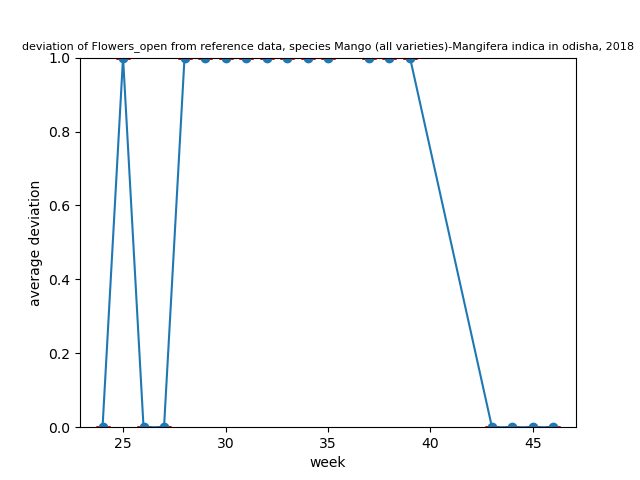 deviation of Flowers_open from reference data, species Mango (all varieties)-Mangifera indica in odisha, 2018
1.0
0.8
0.6
0.4
0.2
0.0
average deviation
25 30 35 40 45
week